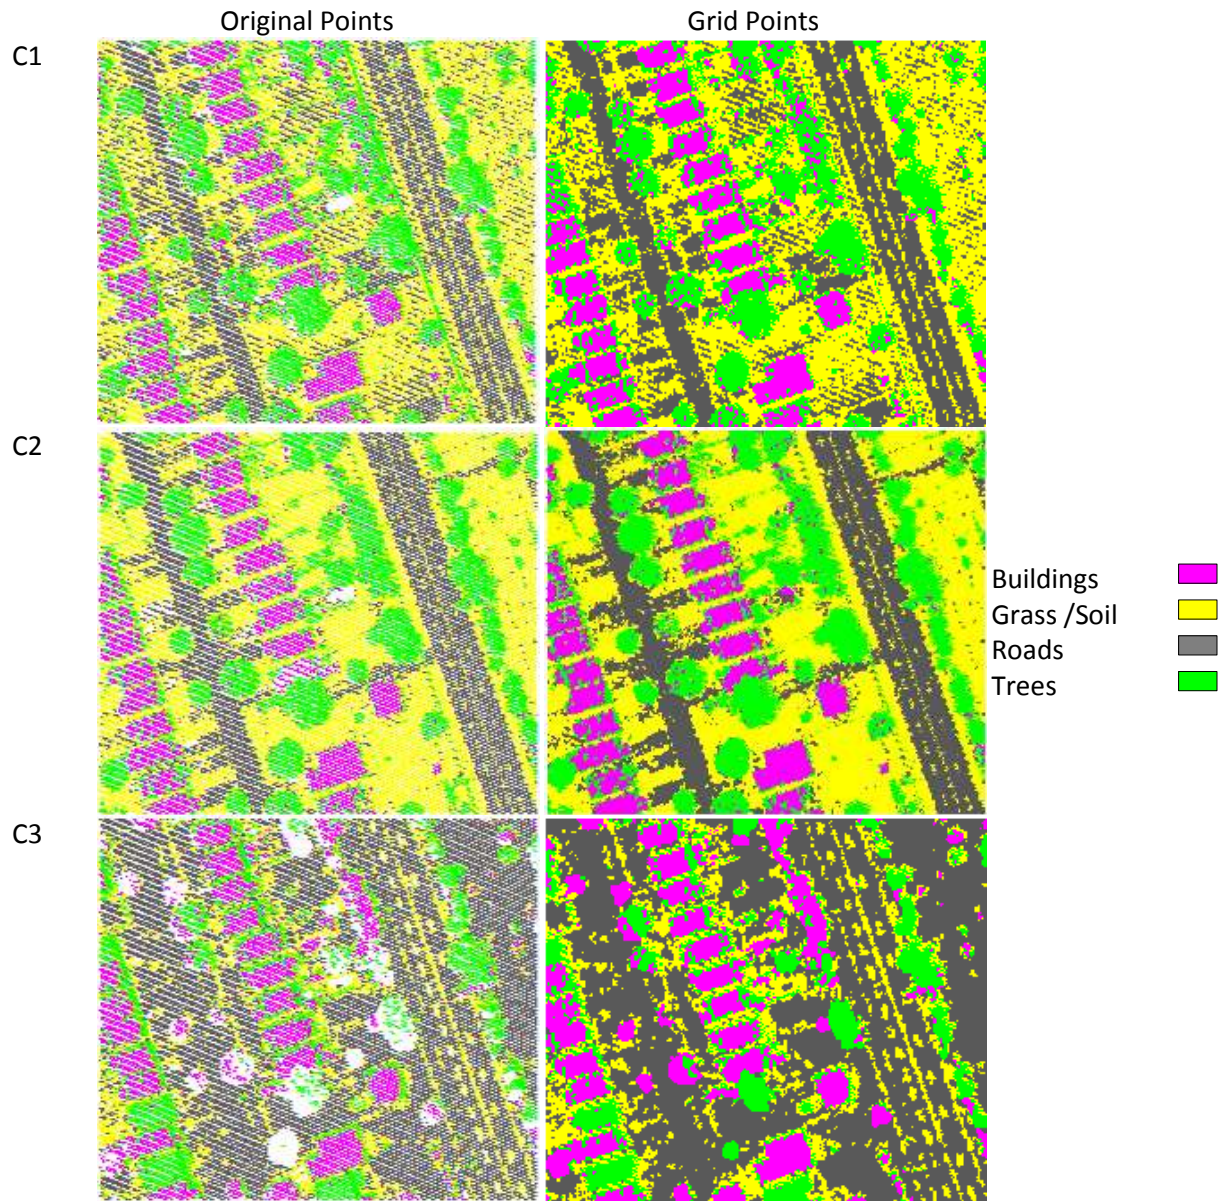 Original Points
Grid Points
C1
C2
Buildings
Grass /Soil
Roads
Trees
C3